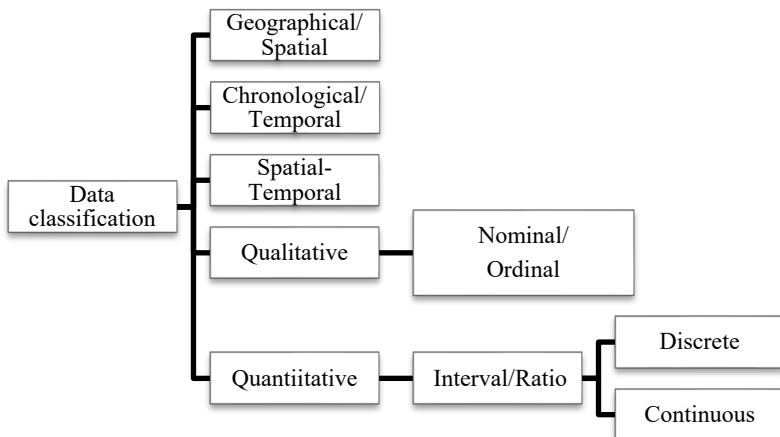 Geographical/
Spatial
Chronological/
Temporal
Spatial-
Temporal
Data
classification
Qualitative
Nominal/
Ordinal
Quantiitative
Interval/Ratio
Discrete
Continuous